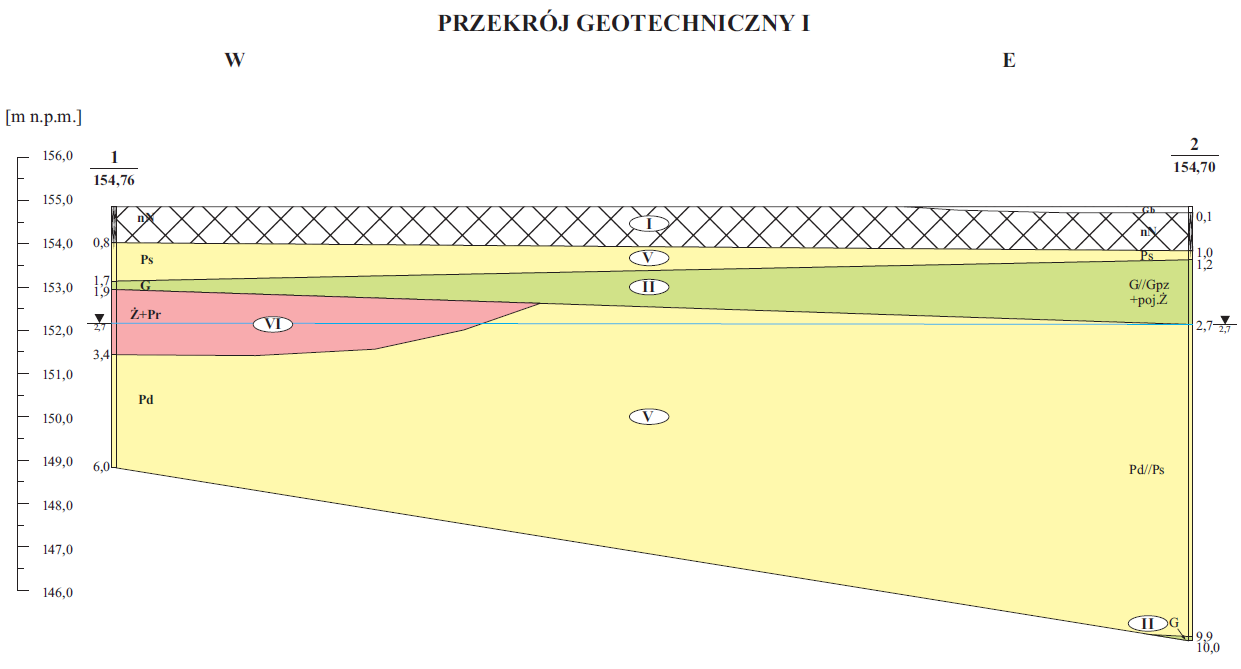 PRZEKRÓJ GEOTECHNICZNY I
W E
[m n.p.m.]
156,0
155,0
154,0
153,0
152,0
151,0
150,0
149,0
148,0
147,0
146,0
1
154,76
2
154,70
nN
0,8
Ps
1,7
G
1,9
Ż+Pr
2,7
3,4
Pd
6,0
I
V
II
VI
V
Gb
0,1
nN
1,0
Ps
1,2
G//Gpz
+poj.Ż
2,7
2,7
Pd//Ps
II G
9,9
10,0